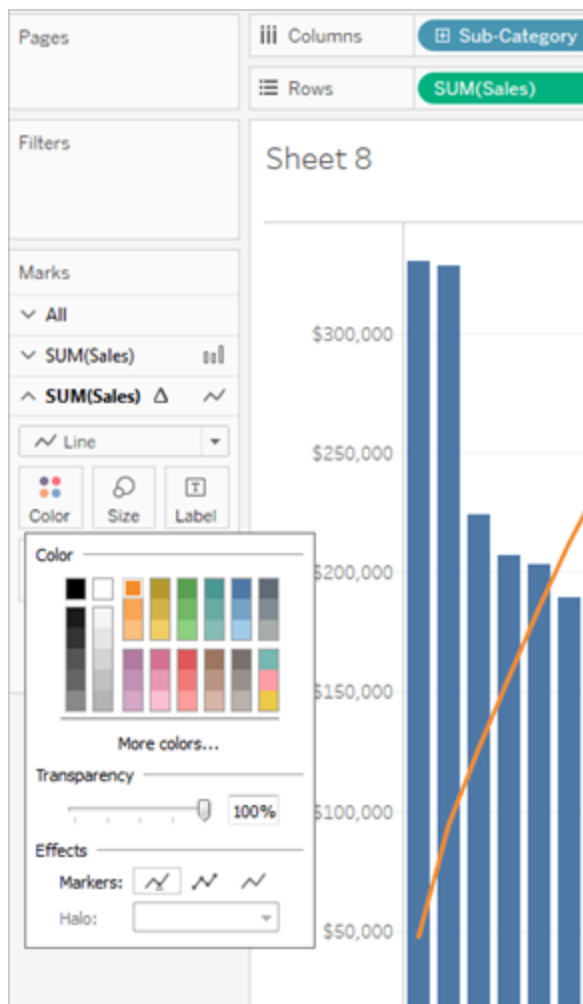 Pages
Columns
Sub-Category
Rows
SUM(Sales)
Filters
Sheet 8
Marks
All
SUM(Sales)
SUM(Sales) Δ
Line
Color
Size
Label
Color
More colors...
Transparency
100%
Effects
Markers:
Halo:
$300,000
$250,000
$200,000
$150,000
$100,000
$50,000